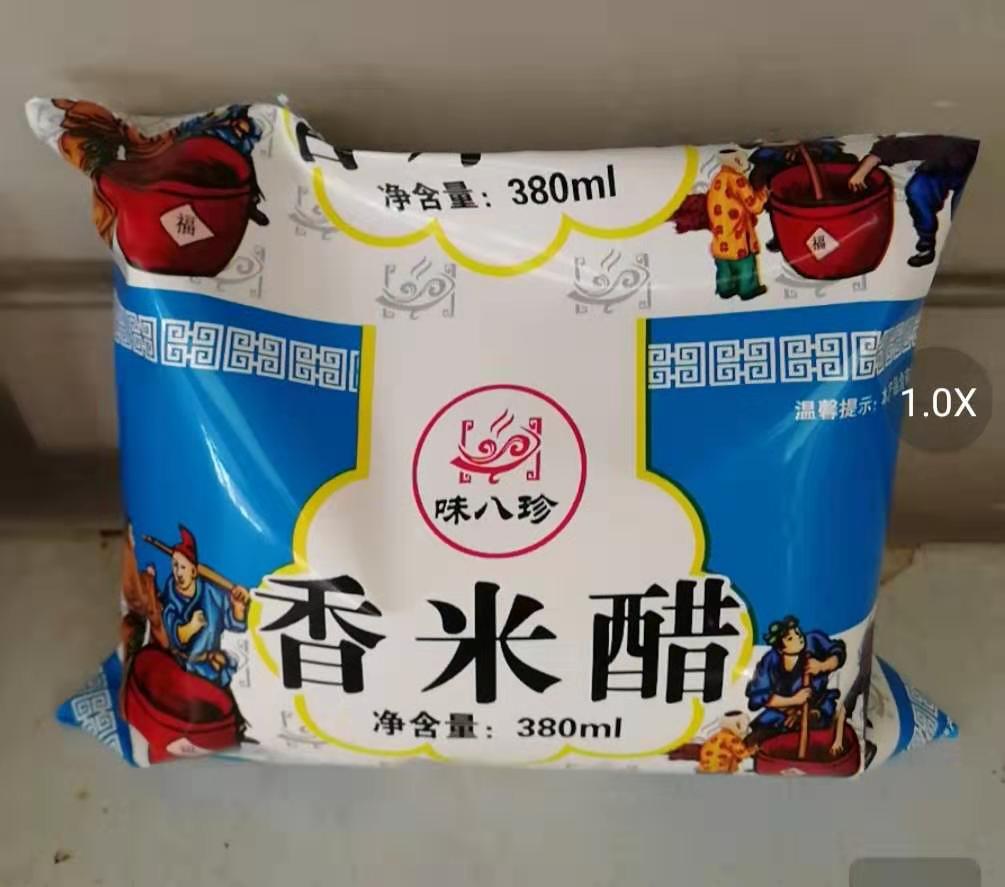 净含量：380ml
福
福
温馨提示：
1.0X
味八珍
香米醋
净含量：380ml